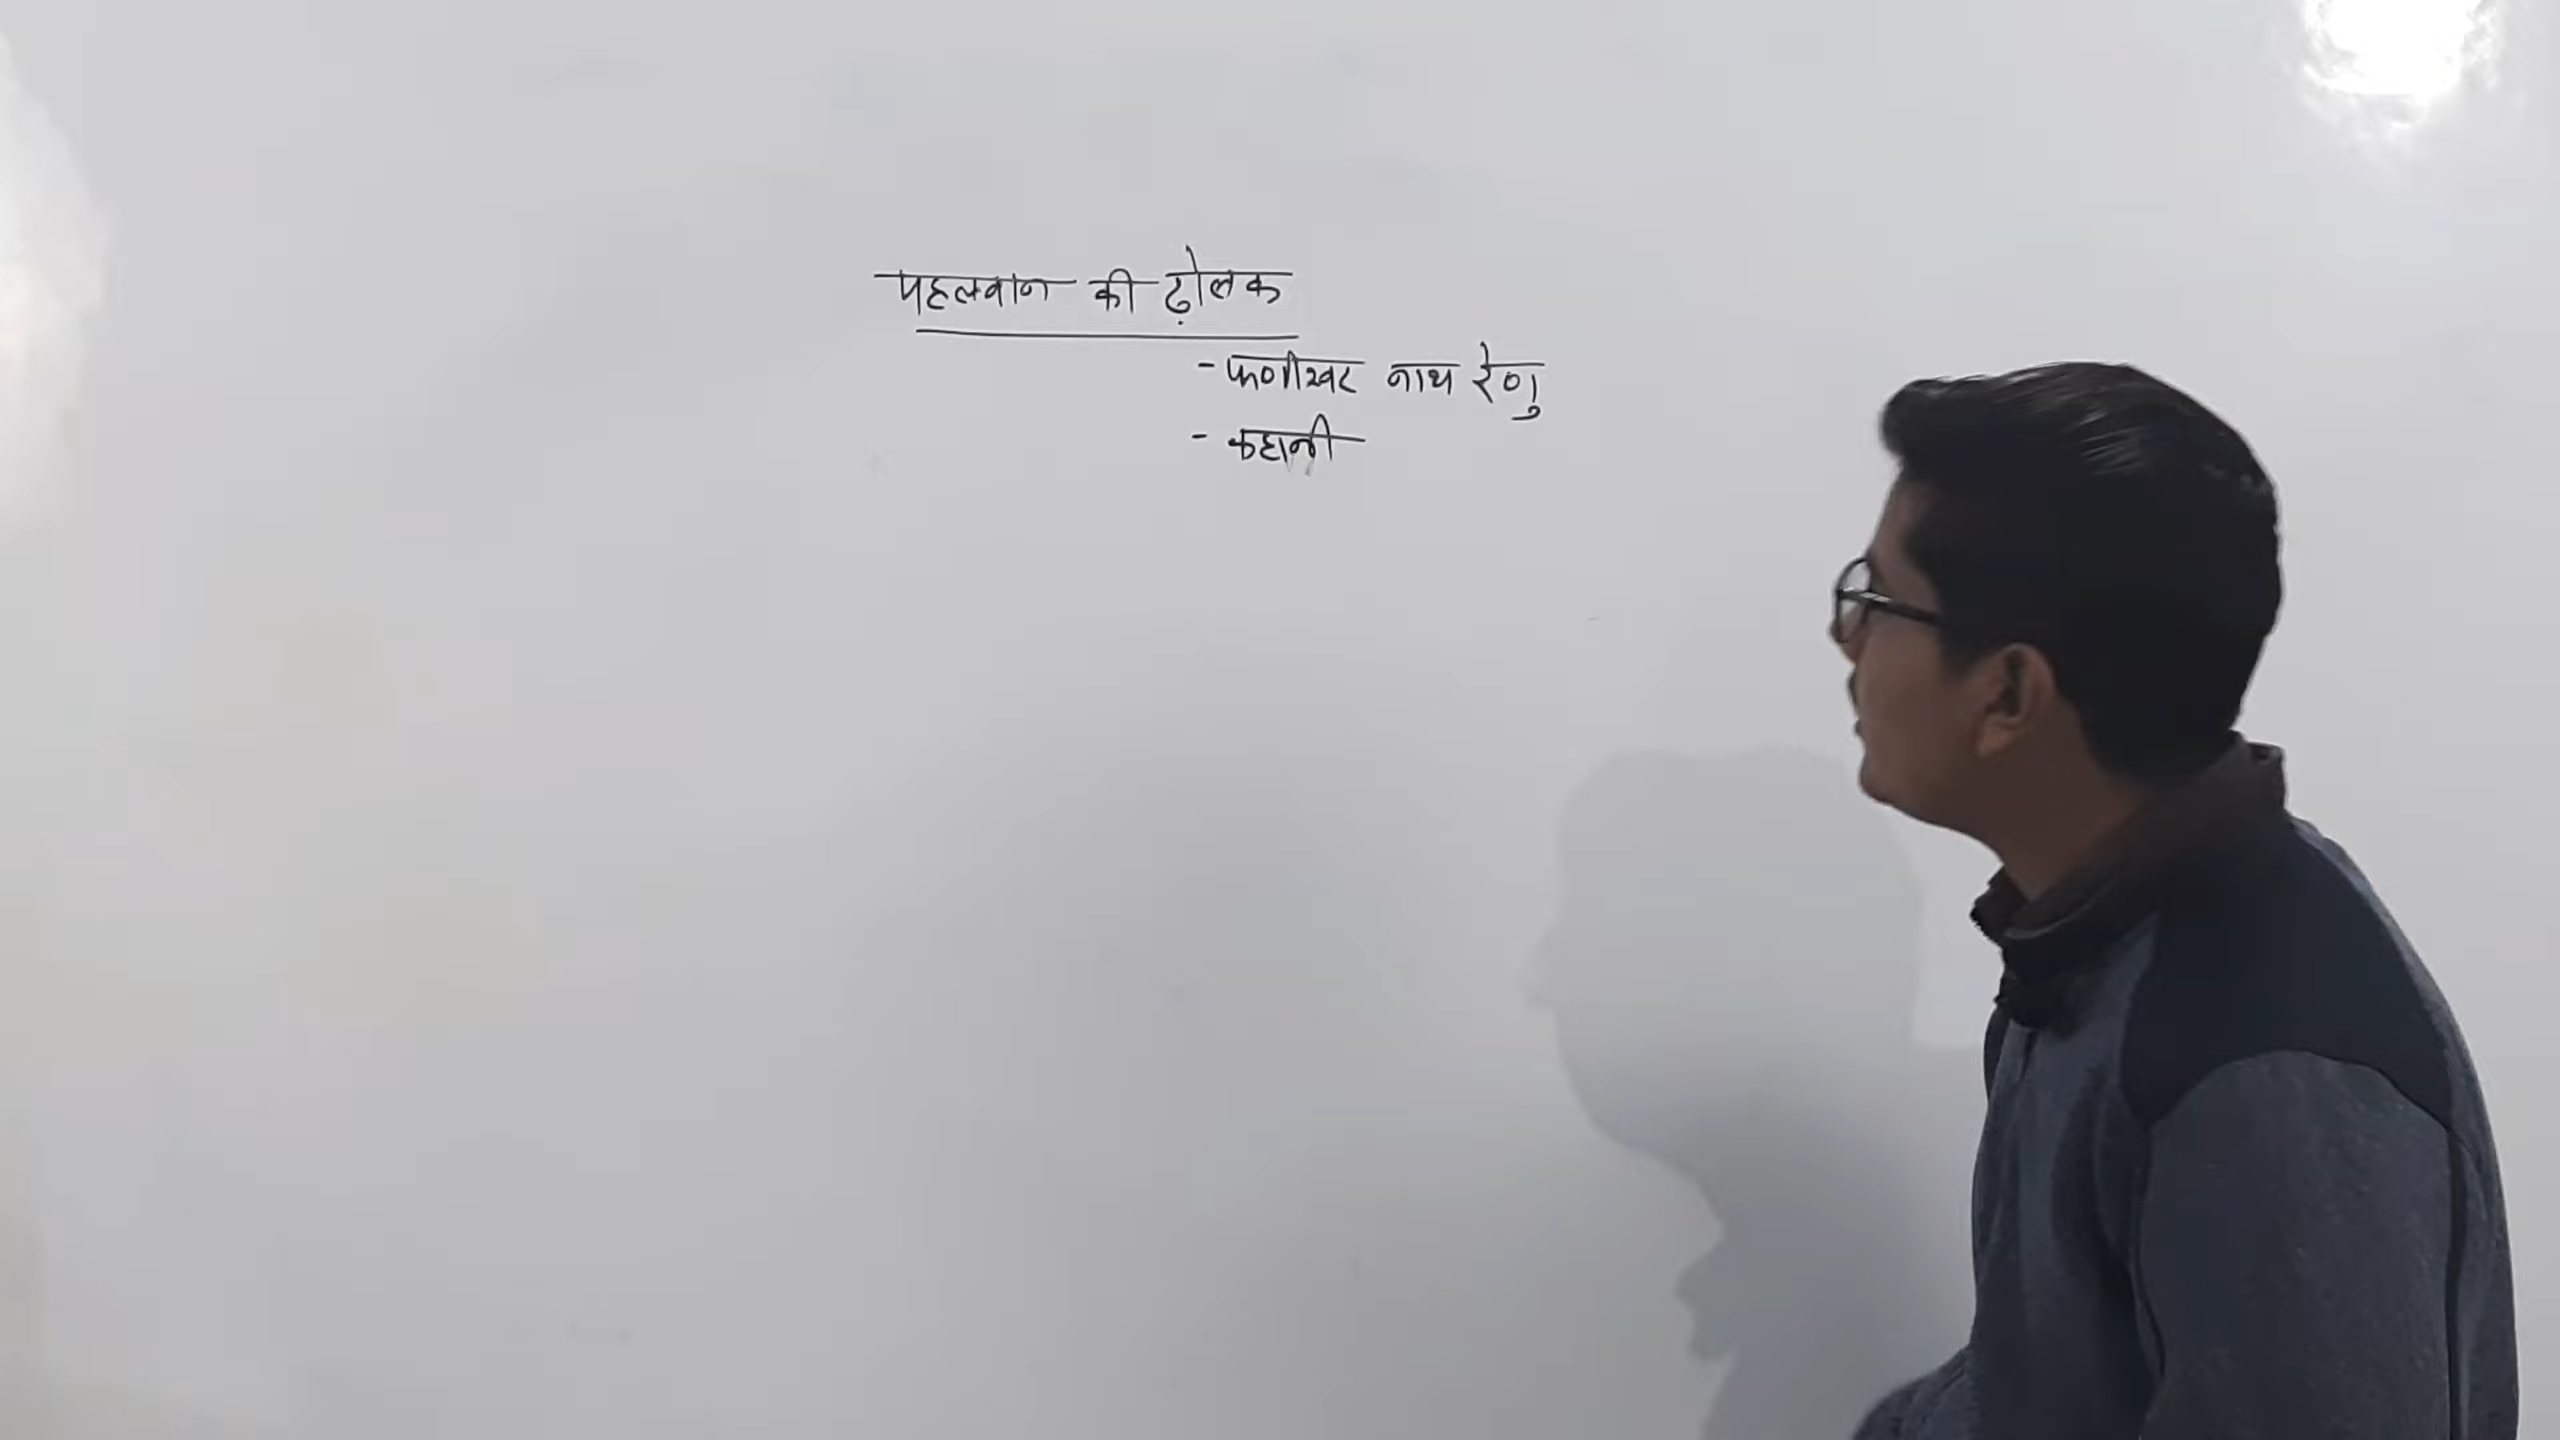 पहलवान की ढ़ोलक
- फणीश्वर नाथ रेणु
- कहानी